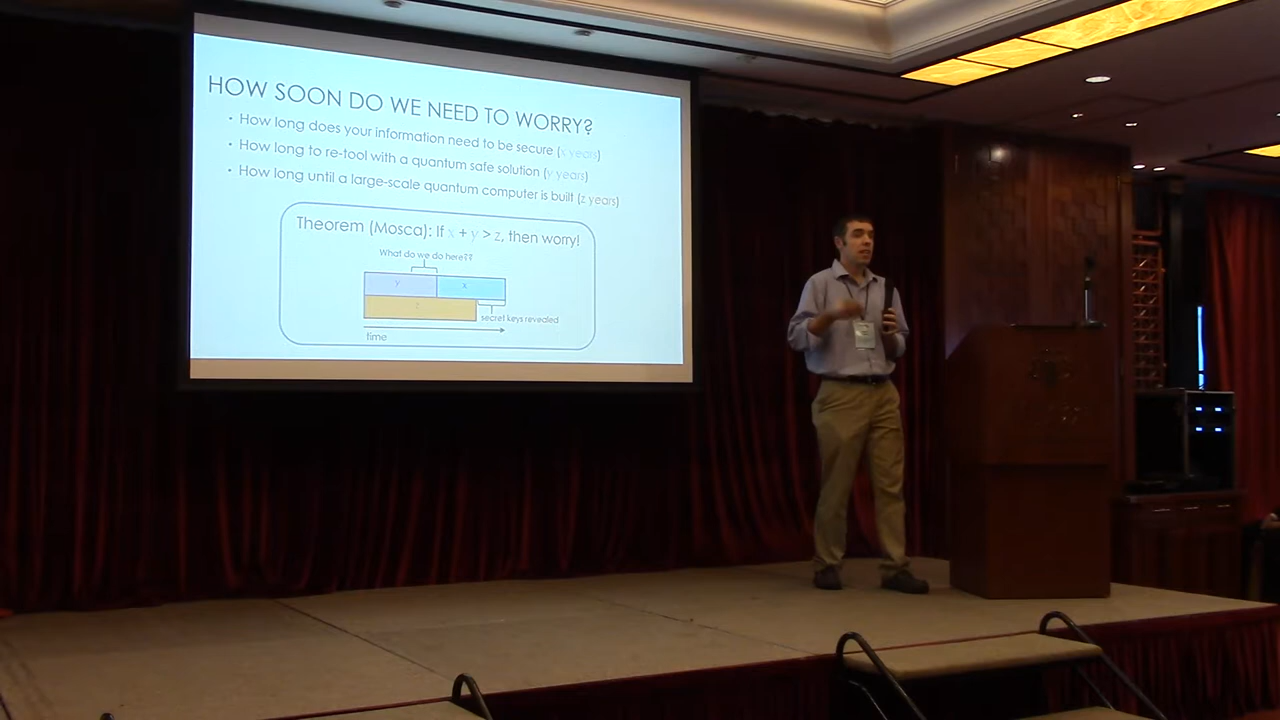 HOW SOON DO WE NEED TO WORRY?
• How long does your information need to be secure (x years)
• How long to re-tool with a quantum safe solution (y years)
• How long until a large-scale quantum computer is built (z years)
Theorem (Mosca): If x + y > z, then worry!
What do we do here??
y x
z
secret keys revealed
time